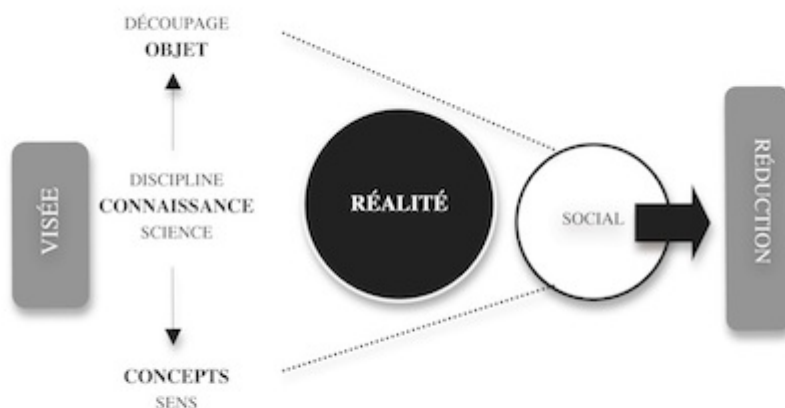 DÉCOUPAGE
OBJET
VISÉE
DISCIPLINE
CONNAISSANCE
SCIENCE
CONCEPTS
SENS
RÉALITÉ
SOCIAL
RÉDUCTION